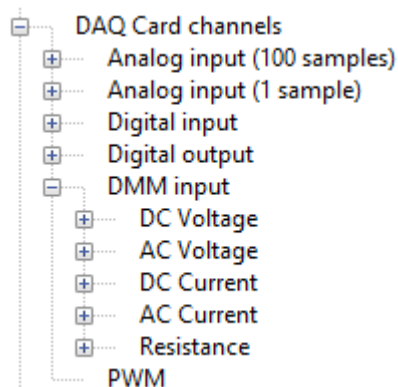 DAQ Card channels
Analog input (100 samples)
Analog input (1 sample)
Digital input
Digital output
DMM input
DC Voltage
AC Voltage
DC Current
AC Current
Resistance
PWM